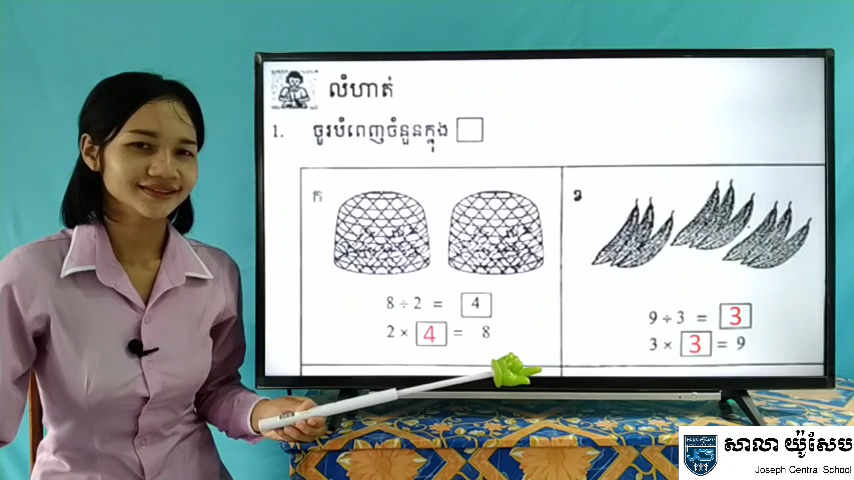 លំហាត់
1. ចូរបំពេញចំនួនក្នុង
ក
8 ÷ 2 = 4
2 × 4 = 8
ខ
9 ÷ 3 = 3
3 × 3 = 9
សាលា យ៉ូសែប
Joseph Central School